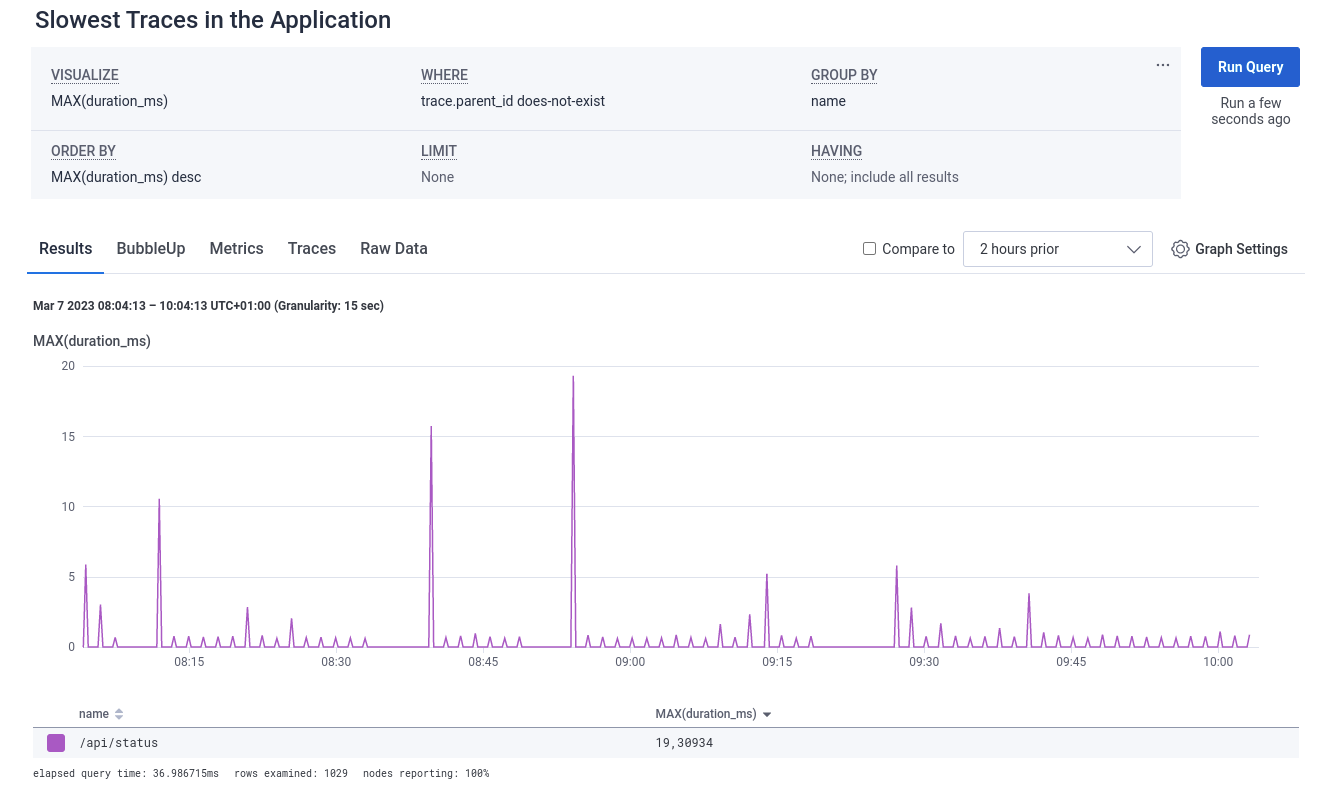 Slowest Traces in the Application
VISUALIZE
MAX(duration_ms)
WHERE
trace.parent_id does-not-exist
GROUP BY
name
ORDER BY
MAX(duration_ms) desc
LIMIT
None
HAVING
None; include all results
Run Query
Run a few
seconds ago
Results BubbleUp Metrics Traces Raw Data
Compare to 2 hours prior Graph Settings
Mar 7 2023 08:04:13 – 10:04:13 UTC+01:00 (Granularity: 15 sec)
MAX(duration_ms)
20
15
10
5
0
08:15 08:30 08:45 09:00 09:15 09:30 09:45 10:00
name MAX(duration_ms)
/api/status 19,30934
elapsed query time: 36.986715ms rows examined: 1029 nodes reporting: 100%